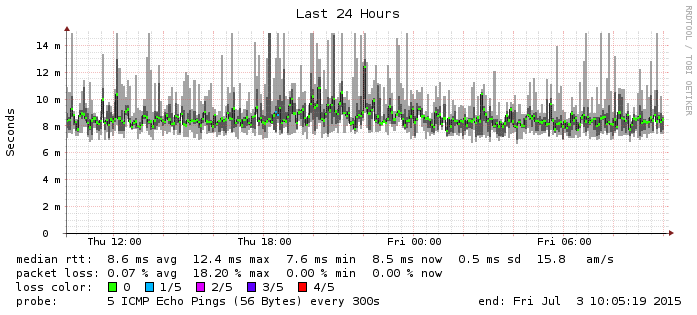 Last 24 Hours
RRDTOOL / TOBI OETIKER
Seconds
14 m
12 m
10 m
8 m
6 m
4 m
2 m
0
Thu 12:00 Thu 18:00 Fri 00:00 Fri 06:00
median rtt: 8.6 ms avg 12.4 ms max 7.6 ms min 8.5 ms now 0.5 ms sd 15.8 am/s
packet loss: 0.07 % avg 18.20 % max 0.00 % min 0.00 % now
loss color: 0 1/5 2/5 3/5 4/5
probe: 5 ICMP Echo Pings (56 Bytes) every 300s end: Fri Jul 3 10:05:19 2015